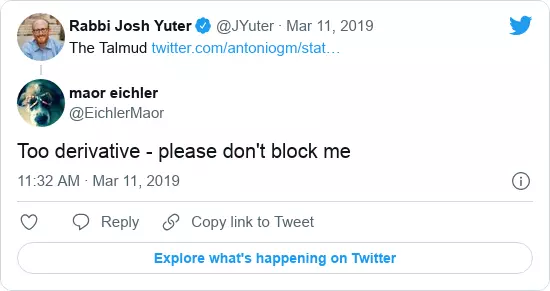 Rabbi Josh Yuter @JYuter · Mar 11, 2019
The Talmud twitter.com/antoniogm/stat…
maor eichler
@EichlerMaor
Too derivative - please don't block me
11:32 AM · Mar 11, 2019
Reply Copy link to Tweet
Explore what's happening on Twitter